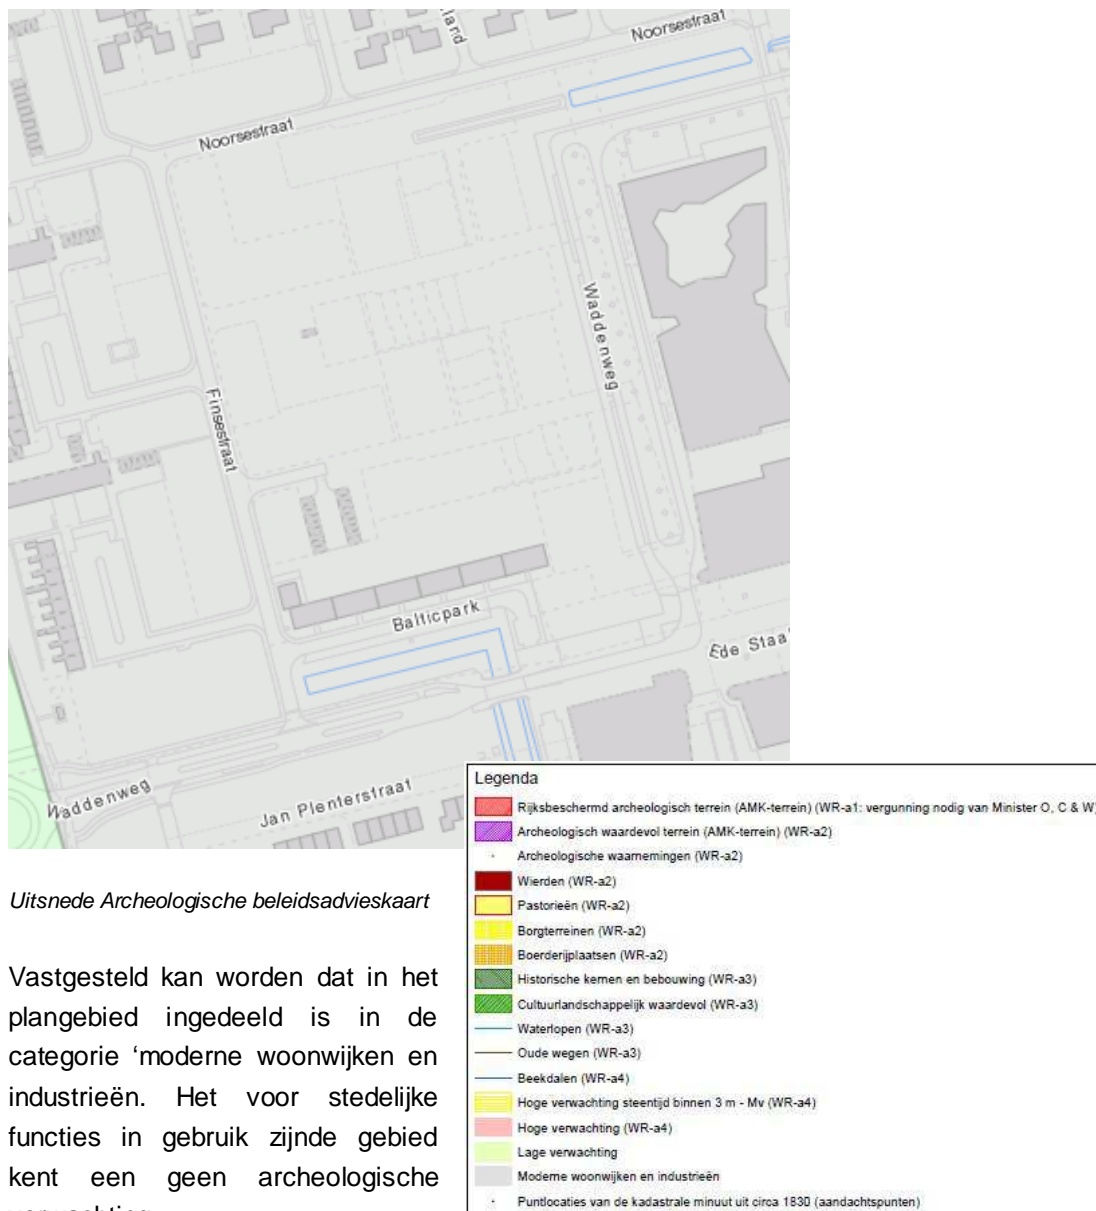 land
Noorsestraat
Noorsestraat
Waddenweg
Finsestraat
Balticpark
Ede Staa
Waddenweg
Jan Plenterstraat
Legenda
Rijksbeschermd archeologisch terrein (AMK-terrein) (WR-a1: vergunning nodig van Minister O, C & W)
Archeologisch waardevol terrein (AMK-terrein) (WR-a2)
Archeologische waarnemingen (WR-a2)
Wierden (WR-a2)
Pastorieën (WR-a2)
Borgterreinen (WR-a2)
Boerderijplaatsen (WR-a2)
Historische kernen en bebouwing (WR-a3)
Cultuurlandschappelijk waardevol (WR-a3)
Waterlopen (WR-a3)
Oude wegen (WR-a3)
Beekdalen (WR-a4)
Hoge verwachting steentijd binnen 3 m - Mv (WR-a4)
Hoge verwachting (WR-a4)
Lage verwachting
Moderne woonwijken en industrieën
Puntlocaties van de kadastrale minuut uit circa 1830 (aandachtspunten)
Uitsnede Archeologische beleidsadvieskaart
Vastgesteld kan worden dat in het
plangebied ingedeeld is in de
categorie ‘moderne woonwijken en
industrieën. Het voor stedelijke
functies in gebruik zijnde gebied
kent een geen archeologische